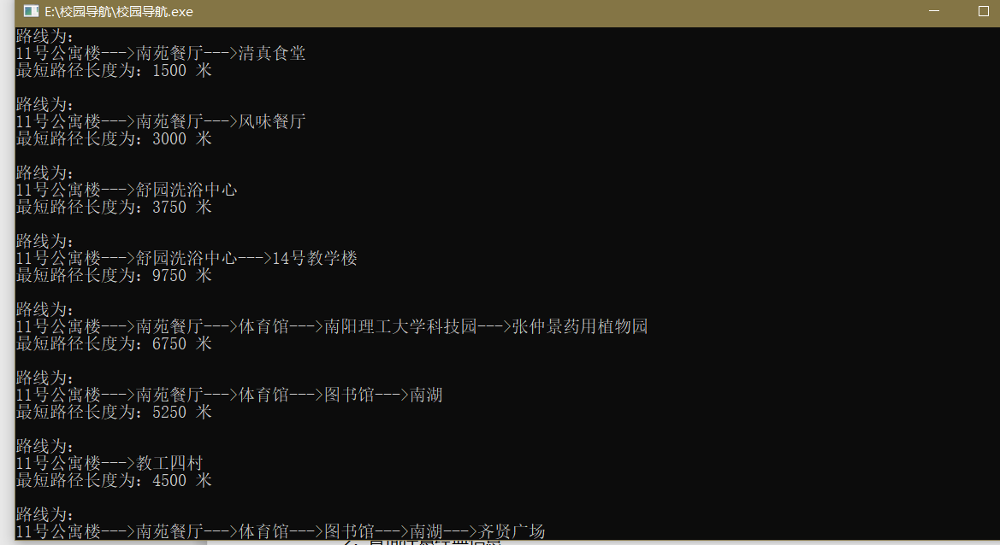 E:\校园导航\校园导航.exe
路线为:
11号公寓楼--->南苑餐厅--->清真食堂
最短路径长度为: 1500 米
路线为:
11号公寓楼--->南苑餐厅--->风味餐厅
最短路径长度为: 3000 米
路线为:
11号公寓楼--->舒园洗浴中心
最短路径长度为: 3750 米
路线为:
11号公寓楼--->舒园洗浴中心--->14号教学楼
最短路径长度为: 9750 米
路线为:
11号公寓楼--->南苑餐厅--->体育馆--->南阳理工大学科技园--->张仲景药用植物园
最短路径长度为: 6750 米
路线为:
11号公寓楼--->南苑餐厅--->体育馆--->图书馆--->南湖
最短路径长度为: 5250 米
路线为:
11号公寓楼--->教工四村
最短路径长度为: 4500 米
路线为:
11号公寓楼--->南苑餐厅--->体育馆--->图书馆--->南湖--->齐贤广场